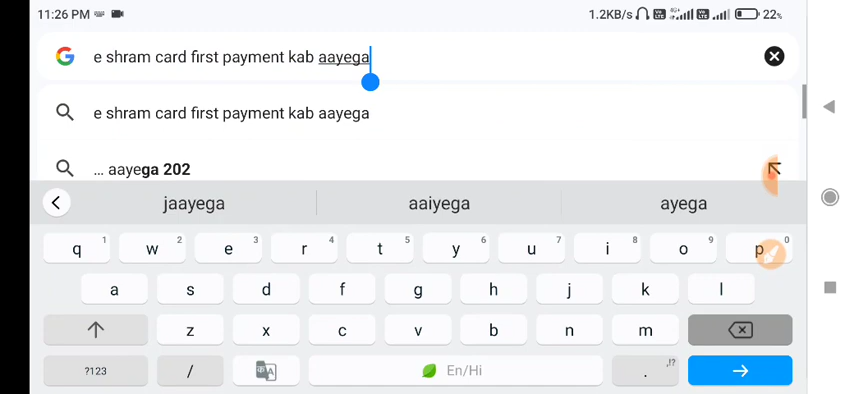 11:26 PM 1.2KB/s 4G 22%
e shram card first payment kab aayega
e shram card first payment kab aayega
... aayega 202
jaayega aaiyega ayega
q 1 w 2 e 3 r 4 t 5 y 6 u 7 i 8 o 9 p 0
a s d f g h j k l
z x c v b n m
?123 / En/Hi . ,!?